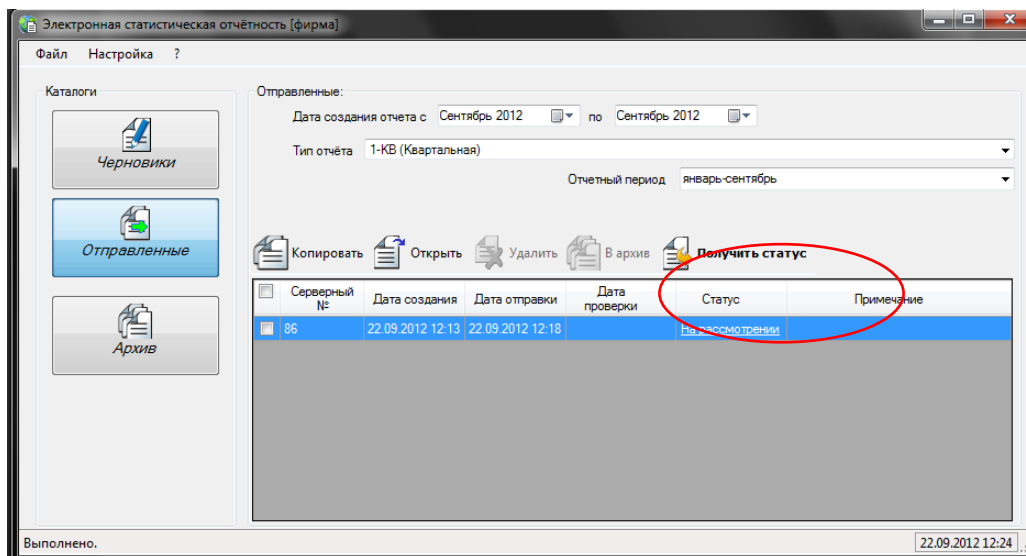 Электронная статистическая отчётность [фирма]
Файл Настройка ?
Каталоги
Черновики
Отправленные
Архив
Отправленные:
Дата создания отчета с Сентябрь 2012 по Сентябрь 2012
Тип отчёта 1-КВ (Квартальная)
Отчетный период январь-сентябрь
Копировать Открыть Удалить В архив Получить статус
Серверный № Дата создания Дата отправки Дата проверки Статус Примечание
86 22.09.2012 12:13 22.09.2012 12:18 На рассмотрении
Выполнено. 22.09.2012 12:24